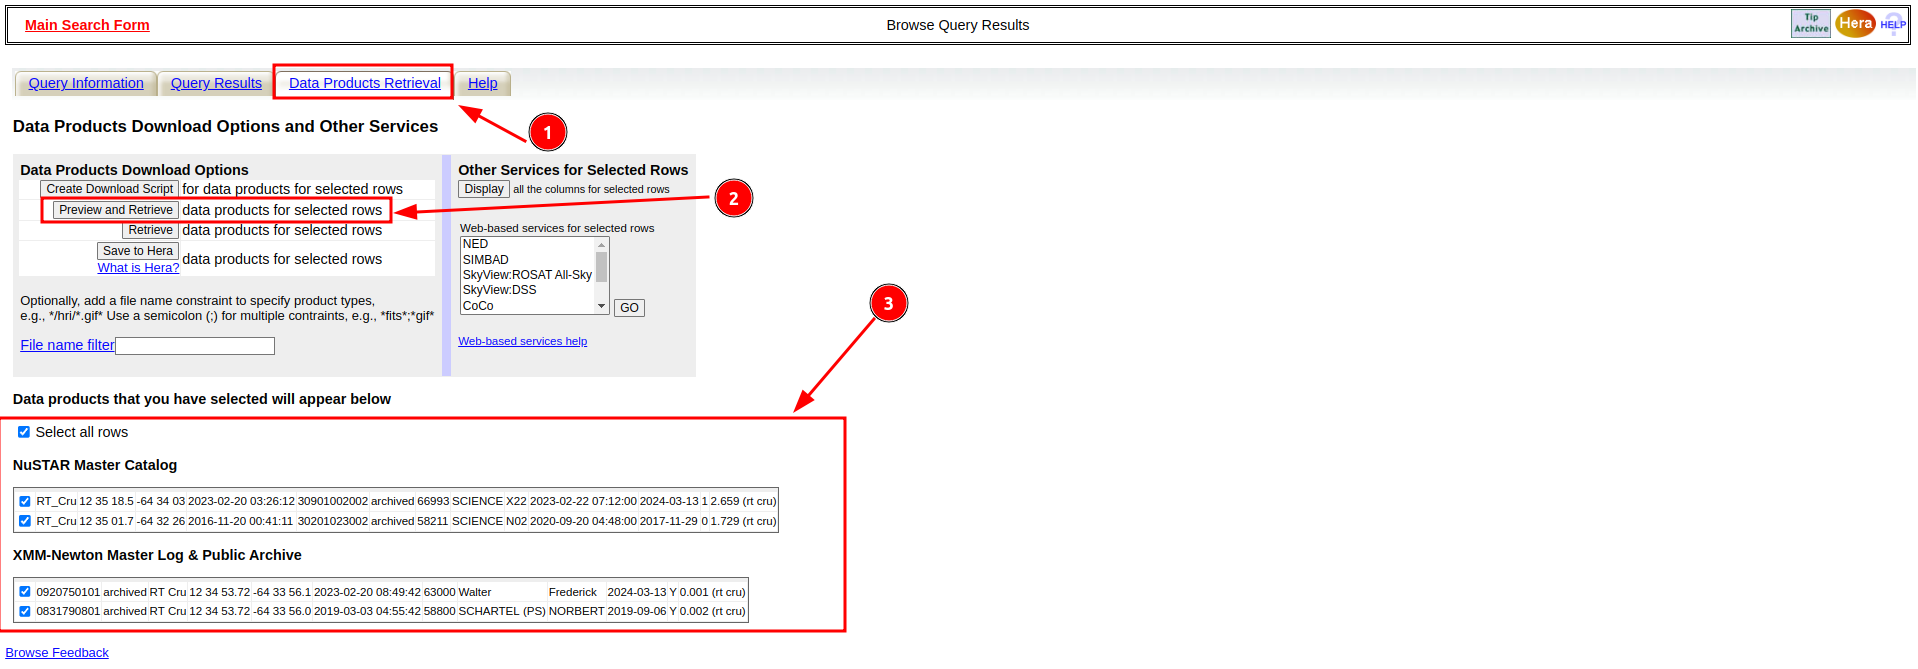 Main Search Form
Browse Query Results
Tip Archive
Hera
HELP
?
Query Information
Query Results
Data Products Retrieval
Help
1
Data Products Download Options and Other Services
Data Products Download Options
Create Download Script for data products for selected rows
Preview and Retrieve data products for selected rows
Retrieve data products for selected rows
Save to Hera
What is Hera?
data products for selected rows
Optionally, add a file name constraint to specify product types,
e.g., */hri/*.gif* Use a semicolon (;) for multiple contraints, e.g., *fits*;*gif*
File name filter
Other Services for Selected Rows
Display all the columns for selected rows
Web-based services for selected rows
NED
SIMBAD
SkyView:ROSAT All-Sky
SkyView:DSS
CoCo
GO
Web-based services help
2
3
Data products that you have selected will appear below
Select all rows
NuSTAR Master Catalog
RT_Cru 12 35 18.5 -64 34 03 2023-02-20 03:26:12 30901002002 archived 66993 SCIENCE X22 2023-02-22 07:12:00 2024-03-13 1 2.659 (rt cru)
RT_Cru 12 35 01.7 -64 32 26 2016-11-20 00:41:11 30201023002 archived 58211 SCIENCE N02 2020-09-20 04:48:00 2017-11-29 0 1.729 (rt cru)
XMM-Newton Master Log & Public Archive
0920750101 archived RT Cru 12 34 53.72 -64 33 56.1 2023-02-20 08:49:42 63000 Walter Frederick 2024-03-13 Y 0.001 (rt cru)
0831790801 archived RT Cru 12 34 53.72 -64 33 56.0 2019-03-03 04:55:42 58800 SCHARTEL (PS) NORBERT 2019-09-06 Y 0.002 (rt cru)
Browse Feedback